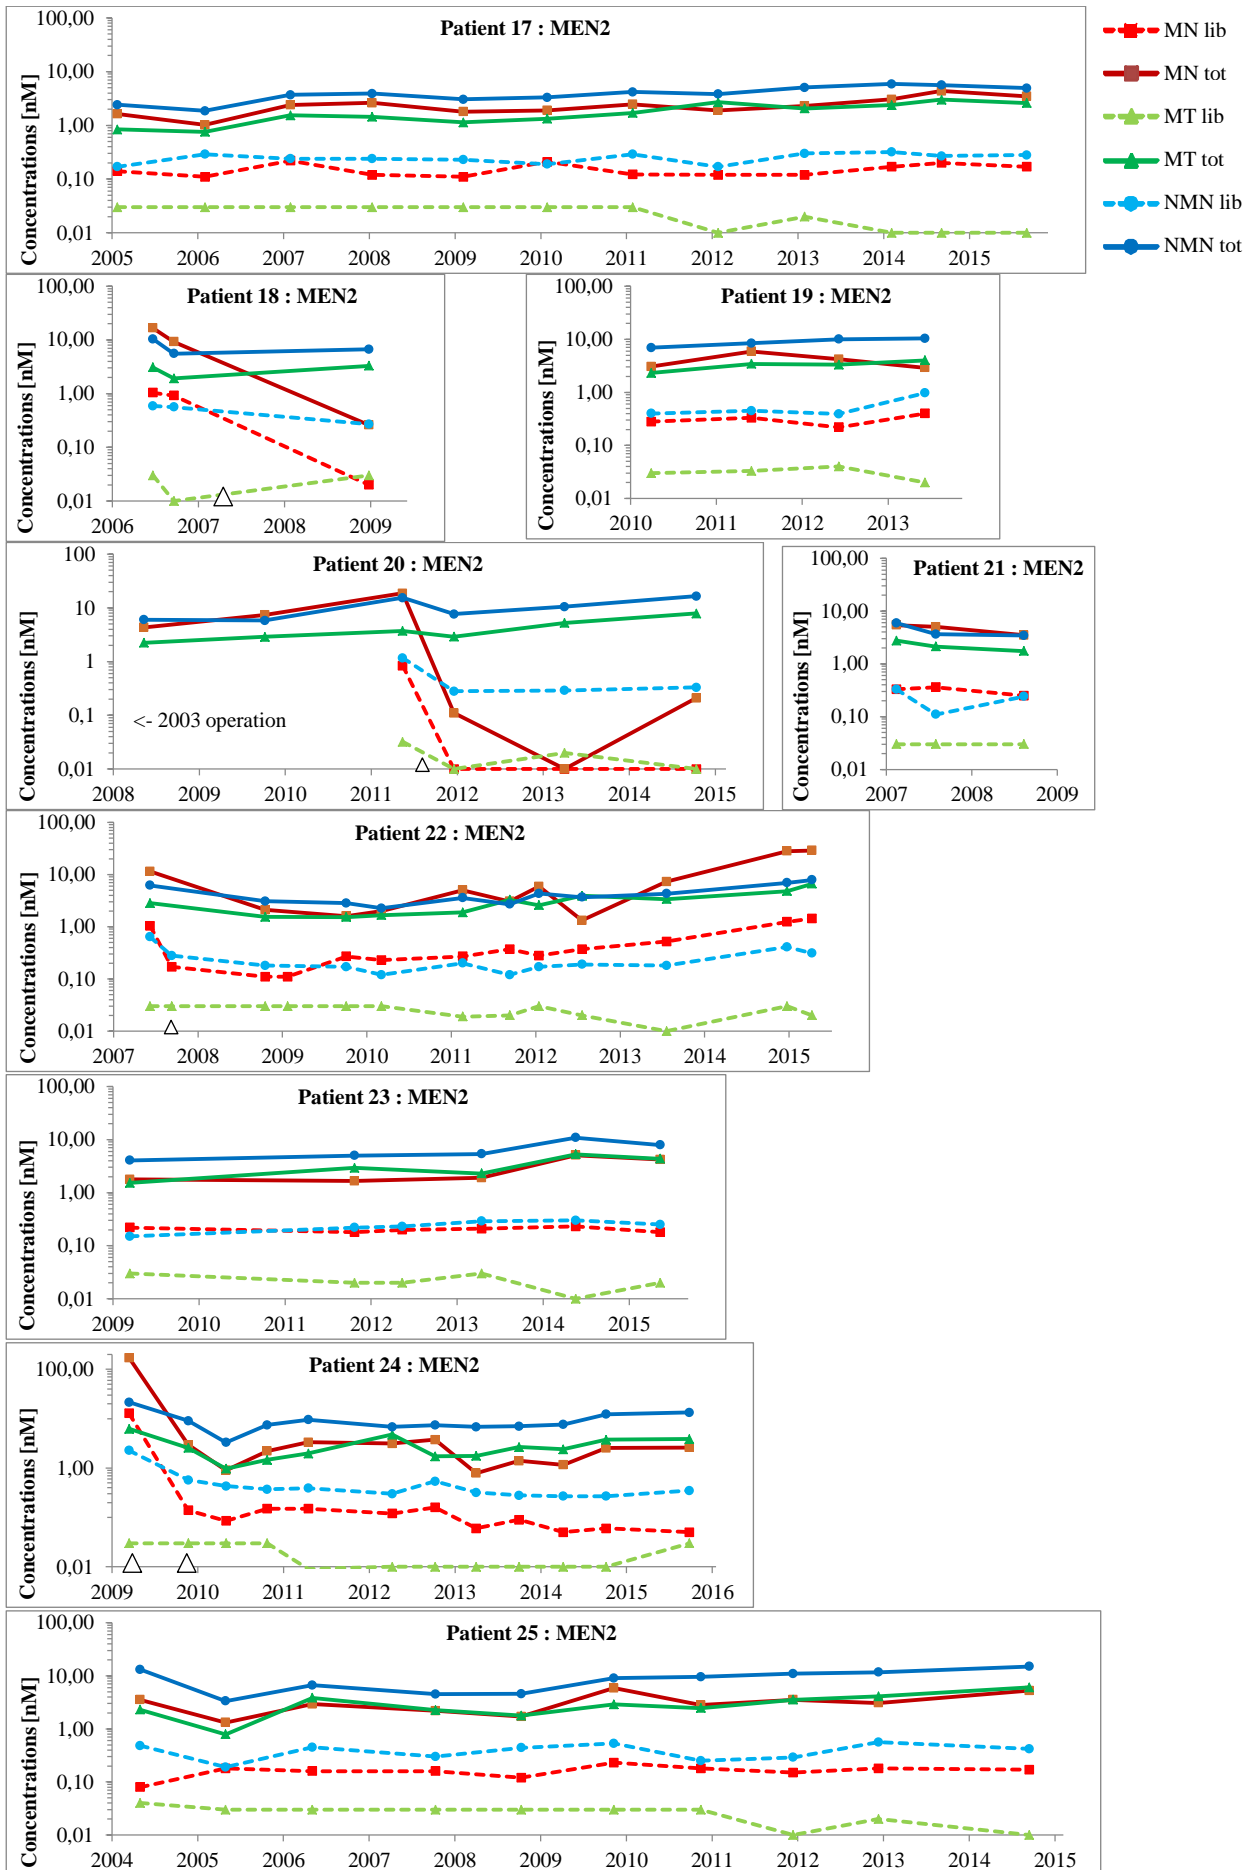 Patient 17 : MEN2
Concentrations [nM]
100,00
10,00
1,00
0,10
0,01
2005 2006 2007 2008 2009 2010 2011 2012 2013 2014 2015
MN lib
MN tot
MT lib
MT tot
NMN lib
NMN tot
Patient 18 : MEN2
Concentrations [nM]
100,00
10,00
1,00
0,10
0,01
2006 2007 2008 2009
Patient 19 : MEN2
Concentrations [nM]
100,00
10,00
1,00
0,10
0,01
2010 2011 2012 2013
Patient 20 : MEN2
Concentrations [nM]
100
10
1
0,1
0,01
<- 2003 operation
2008 2009 2010 2011 2012 2013 2014 2015
Patient 21 : MEN2
Concentrations [nM]
100,00
10,00
1,00
0,10
0,01
2007 2008 2009
Patient 22 : MEN2
Concentrations [nM]
100,00
10,00
1,00
0,10
0,01
2007 2008 2009 2010 2011 2012 2013 2014 2015
Patient 23 : MEN2
Concentrations [nM]
100,00
10,00
1,00
0,10
0,01
2009 2010 2011 2012 2013 2014 2015
Patient 24 : MEN2
Concentrations [nM]
100,00
1,00
0,01
2009 2010 2011 2012 2013 2014 2015 2016
Patient 25 : MEN2
Concentrations [nM]
100,00
10,00
1,00
0,10
0,01
2004 2005 2006 2007 2008 2009 2010 2011 2012 2013 2014 2015